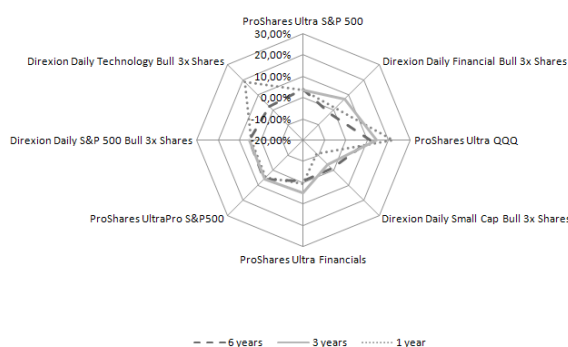 ProShares Ultra S&P 500
30,00%
20,00%
Direxion Daily Technology Bull 3x Shares
Direxion Daily Financial Bull 3x Shares
10,00%
0,00%
-10,00%
-20,00%
Direxion Daily S&P 500 Bull 3x Shares
ProShares Ultra QQQ
ProShares UltraPro S&P500
Direxion Daily Small Cap Bull 3x Shares
ProShares Ultra Financials
6 years
3 years
1 year